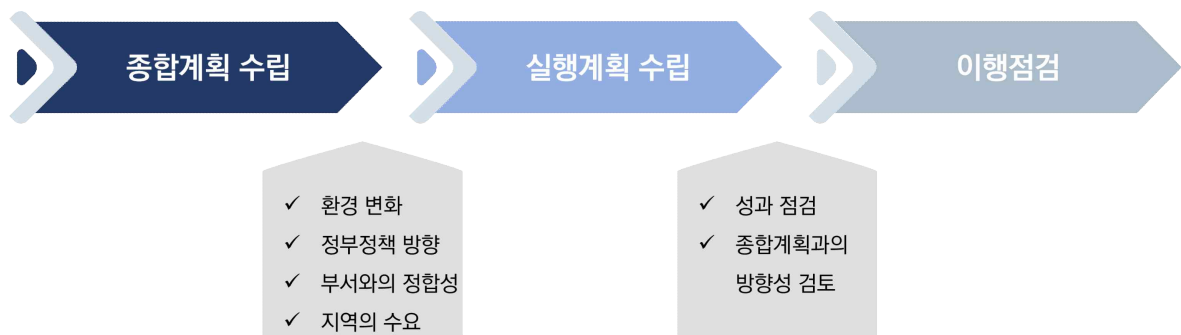 종합계획 수립
실행계획 수립
이행점검
✓ 환경 변화
✓ 정부정책 방향
✓ 부서와의 정합성
✓ 지역의 수요
✓ 성과 점검
✓ 종합계획과의
방향성 검토